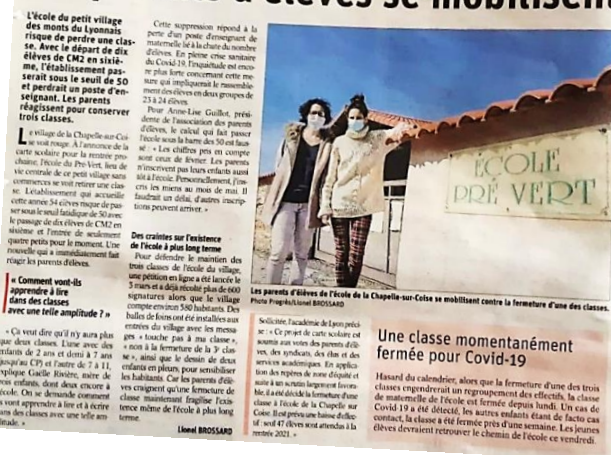 d'élèves se mobilisent
L'école du petit village
des monts du Lyonnais
risque de perdre une clas-
se. Avec le départ de dix
élèves de CM2 en sixiè-
me, l'établissement pas-
serait sous le seuil de 50
et perdrait un poste d'en-
seignant. Les parents
réagissent pour conserver
trois classes.
Le village de la Chapelle-sur-Coi-
se voit rouge. À l'annonce de la
carte scolaire pour la rentrée pro-
chaine, l'école du Pré-Vert, lieu de
vie centrale de ce petit village sans
commerces se voit retirer une clas-
se. L'établissement qui accueille
cette année 54 élèves risque de pas-
ser sous le seuil fatidique de 50 avec
le passage de dix élèves de CM2 en
sixième et l'entrée de seulement
quatre petits pour le moment. Une
nouvelle qui a immédiatement fait
réagir les parents d'élèves.
« Comment vont-ils
apprendre à lire
dans des classes
avec une telle amplitude ? »
« Ça veut dire qu'il n'y aura plus
que deux classes. L'une avec des
enfants de 2 ans et demi à 7 ans
(jusqu'au CP) et l'autre de 7 à 11,
explique Gaëlle Rivière, mère de
trois enfants, dont deux encore à
l'école. On se demande comment
ils vont apprendre à lire et à écrire
dans des classes avec une telle am-
plitude. »
Cette suppression répond à la
perte d'un poste d'enseignant de
maternelle lié à la chute du nombre
d'élèves. En pleine crise sanitaire
du Covid-19, l'inquiétude est enco-
re plus forte concernant cette me-
sure qui impliquerait le rassemble-
ment des élèves en deux groupes de
23 à 24 élèves.
Pour Anne-Lise Guillot, prési-
dente de l'association des parents
d'élèves, le calcul qui fait passer
l'école sous la barre des 50 est faus-
sé : « Les chiffres pris en compte
sont ceux de février. Les parents
n'inscrivent pas leurs enfants aussi
tôt à l'école. Personnellement, j'ins-
cris les miens au mois de mai. Il
faudrait un délai, d'autres inscrip-
tions peuvent arriver. »
Des craintes sur l'existence
de l'école à plus long terme
Pour défendre le maintien des
trois classes de l'école du village,
une pétition en ligne a été lancée le
5 mars et a déjà récolté plus de 600
signatures alors que le village
compte environ 580 habitants. Des
balles de foins ont été installées aux
entrées du village avec les messa-
ges « touche pas à ma classe »,
« non à la fermeture de la 3e clas-
se », ainsi que le dessin de deux
enfants en pleurs, pour sensibiliser
les habitants. Car les parents d'élè-
ves craignent qu'une fermeture de
classe maintenant fragilise l'exis-
tence même de l'école à plus long
terme.
Lionel BROSSARD
ÉCOLE
PRÉ VERT
Les parents d'élèves de l'école de la Chapelle-sur-Coise se mobilisent contre la fermeture d'une des classes.
Photo Progrès/Lionel BROSSARD
Sollicitée, l'académie de Lyon préci-
se : « Ce projet de carte scolaire est
soumis aux votes des parents d'élè-
ves, des syndicats, des élus et des
services académiques. En applica-
tion des repères de zone d'équité et
suite à un scrutin largement favora-
ble, il a été décidé la fermeture d'une
classe à l'école de la Chapelle sur
Coise. Il est prévu une baisse d'effec-
tif : seul 47 élèves sont attendus à la
rentrée 2021. »
Une classe momentanément
fermée pour Covid-19
Hasard du calendrier, alors que la fermeture d'une des trois
classes engendrerait un regroupement des effectifs, la classe
de maternelle de l'école est fermée depuis lundi. Un cas de
Covid-19 a été détecté, les autres enfants étant de facto cas
contact, la classe a été fermée près d'une semaine. Les jeunes
élèves devraient retrouver le chemin de l'école ce vendredi.